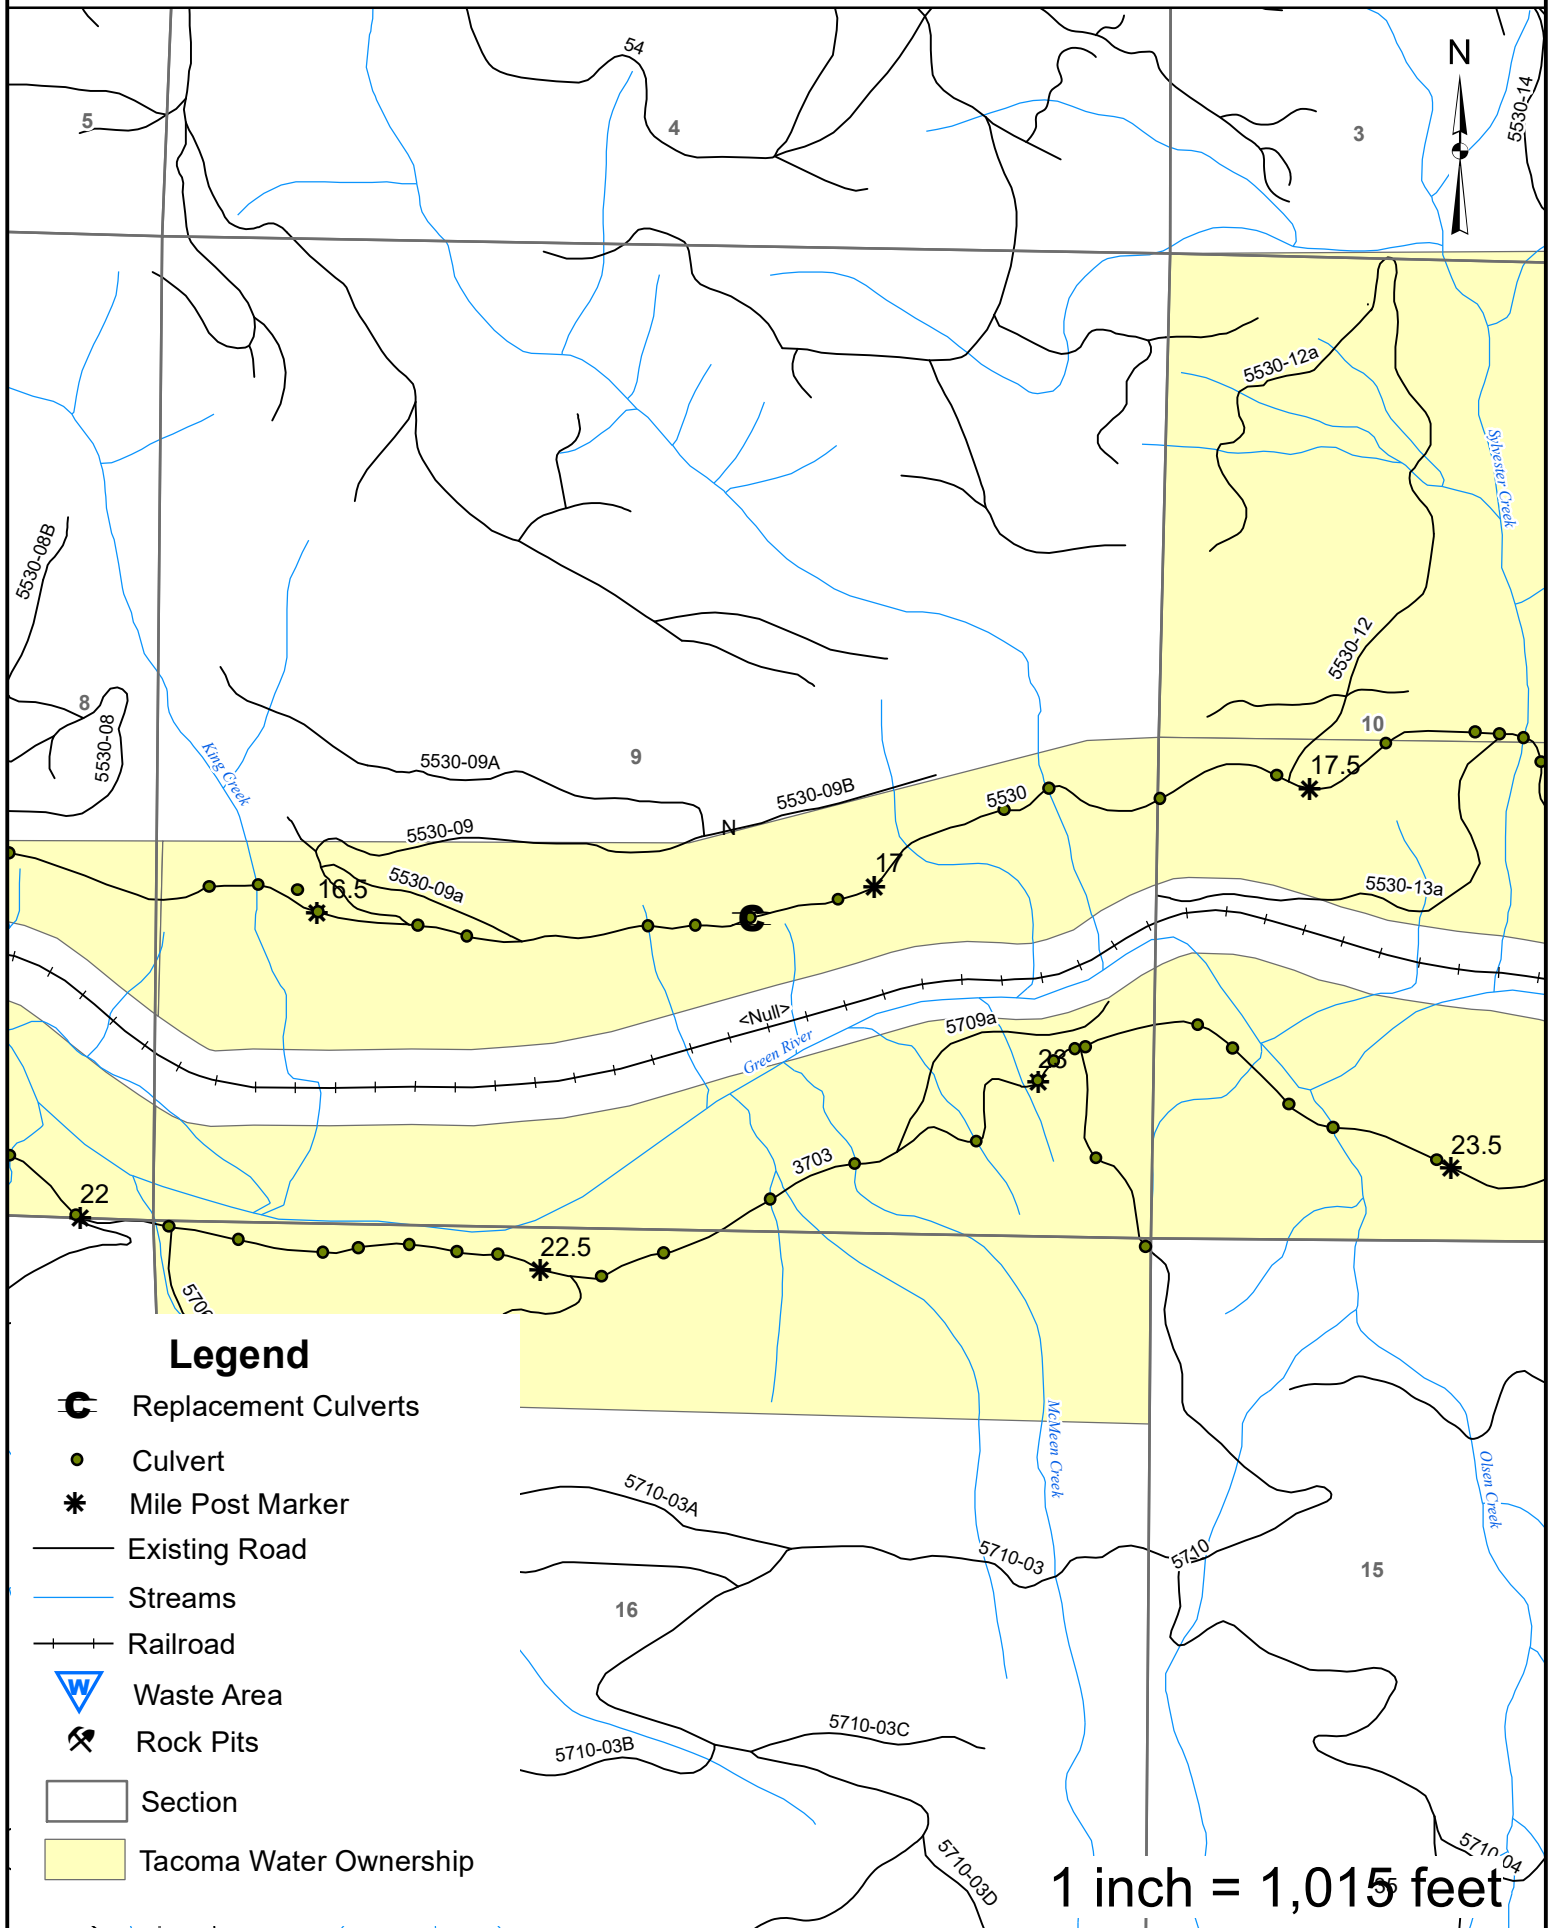 54
N
5530-14
5
4
3
5530-12a
Sylvester Creek
5530-08B
5530-12
8
5530-08
King Creek
10
9
5530-09A
17.5
5530-09B
5530
N
5530-09
17
5530-09a
16.5
5530-13a
<Null>
5709a
Green River
23
23.5
3703
22
22.5
Legend
Replacement Culverts
Culvert
Mile Post Marker
Existing Road
Streams
Railroad
W Waste Area
Rock Pits
Section
Tacoma Water Ownership
McMeen Creek
Olsen Creek
5710-03A
5710-03
5710
15
16
5710-03C
5710-03B
5710-03D
5710-04
1 inch = 1,015 feet